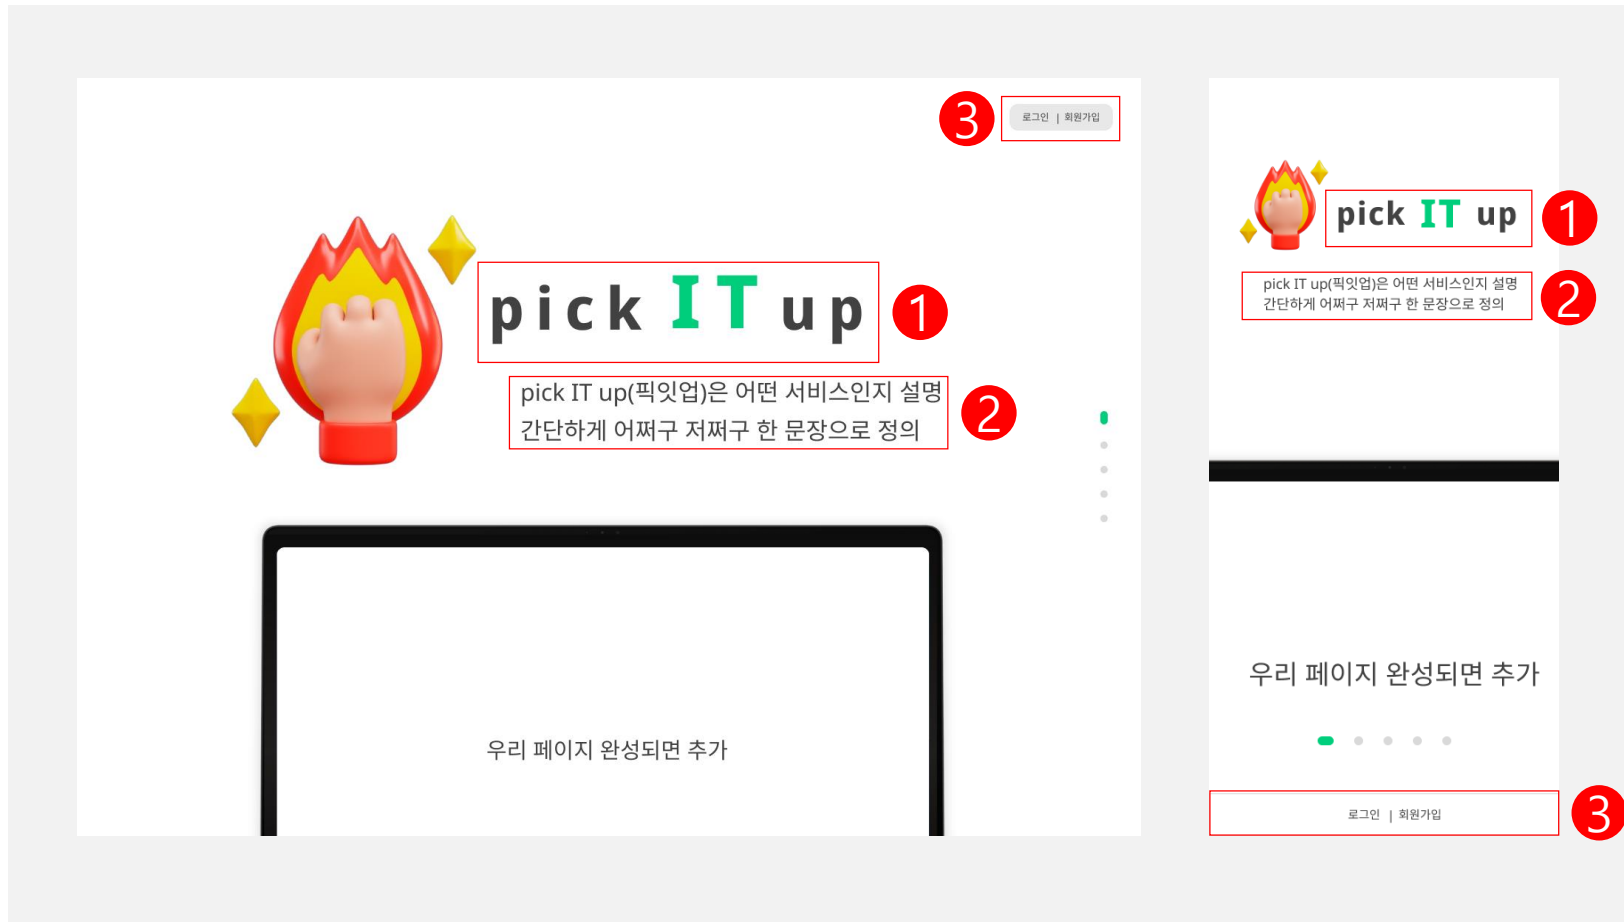 3
로그인 | 회원가입
pick IT up
1
pick IT up(픽잇업)은 어떤 서비스인지 설명
간단하게 어쩌구 저쩌구 한 문장으로 정의
2
우리 페이지 완성되면 추가
pick IT up
1
pick IT up(픽잇업)은 어떤 서비스인지 설명
간단하게 어쩌구 저쩌구 한 문장으로 정의
2
우리 페이지 완성되면 추가
로그인 | 회원가입
3